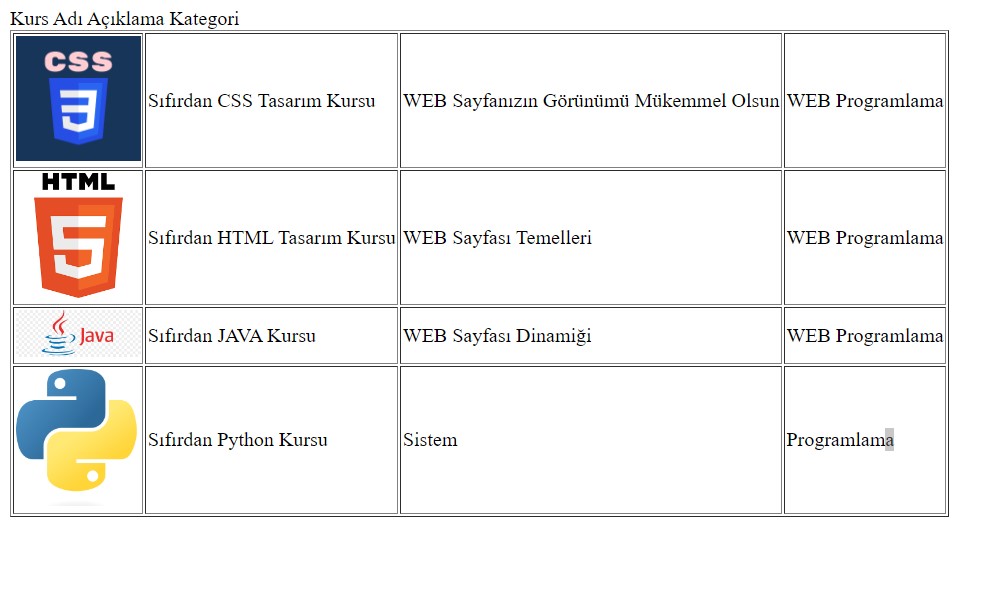 Kurs Adı Açıklama Kategori
CSS
3
Sıfırdan CSS Tasarım Kursu WEB Sayfanızın Görünümü Mükemmel Olsun WEB Programlama
HTML
5
Sıfırdan HTML Tasarım Kursu WEB Sayfası Temelleri WEB Programlama
Java
Sıfırdan JAVA Kursu WEB Sayfası Dinamiği WEB Programlama
Sıfırdan Python Kursu Sistem Programlama